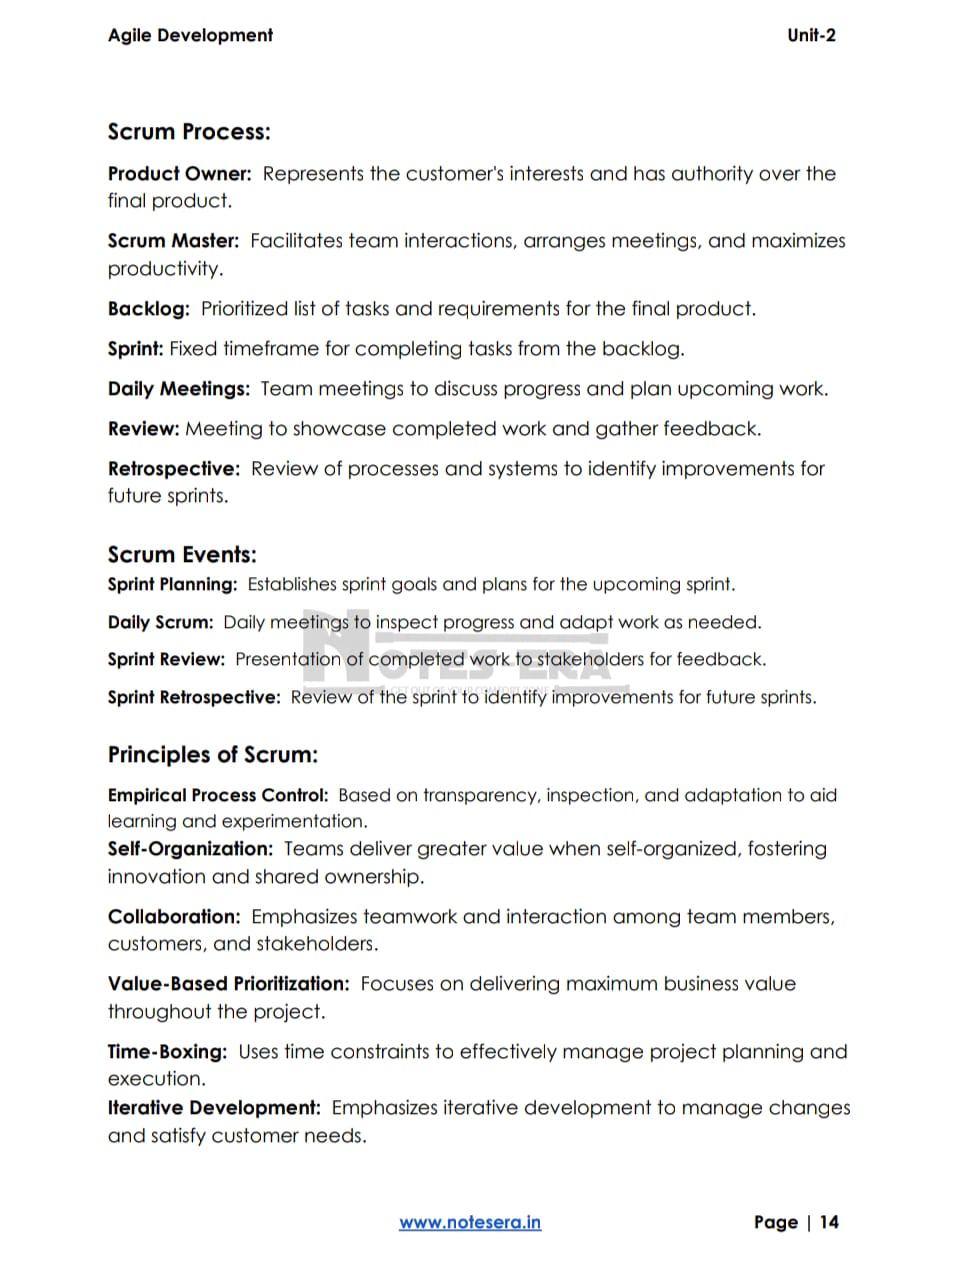 Agile Development Unit-2
Scrum Process:
Product Owner: Represents the customer's interests and has authority over the
final product.
Scrum Master: Facilitates team interactions, arranges meetings, and maximizes
productivity.
Backlog: Prioritized list of tasks and requirements for the final product.
Sprint: Fixed timeframe for completing tasks from the backlog.
Daily Meetings: Team meetings to discuss progress and plan upcoming work.
Review: Meeting to showcase completed work and gather feedback.
Retrospective: Review of processes and systems to identify improvements for
future sprints.
Scrum Events:
Sprint Planning: Establishes sprint goals and plans for the upcoming sprint.
Daily Scrum: Daily meetings to inspect progress and adapt work as needed.
Sprint Review: Presentation of completed work to stakeholders for feedback.
NOTES ERA
Sprint Retrospective: Review of the sprint to identify improvements for future sprints.
Principles of Scrum:
Empirical Process Control: Based on transparency, inspection, and adaptation to aid
learning and experimentation.
Self-Organization: Teams deliver greater value when self-organized, fostering
innovation and shared ownership.
Collaboration: Emphasizes teamwork and interaction among team members,
customers, and stakeholders.
Value-Based Prioritization: Focuses on delivering maximum business value
throughout the project.
Time-Boxing: Uses time constraints to effectively manage project planning and
execution.
Iterative Development: Emphasizes iterative development to manage changes
and satisfy customer needs.
www.notesera.in Page | 14